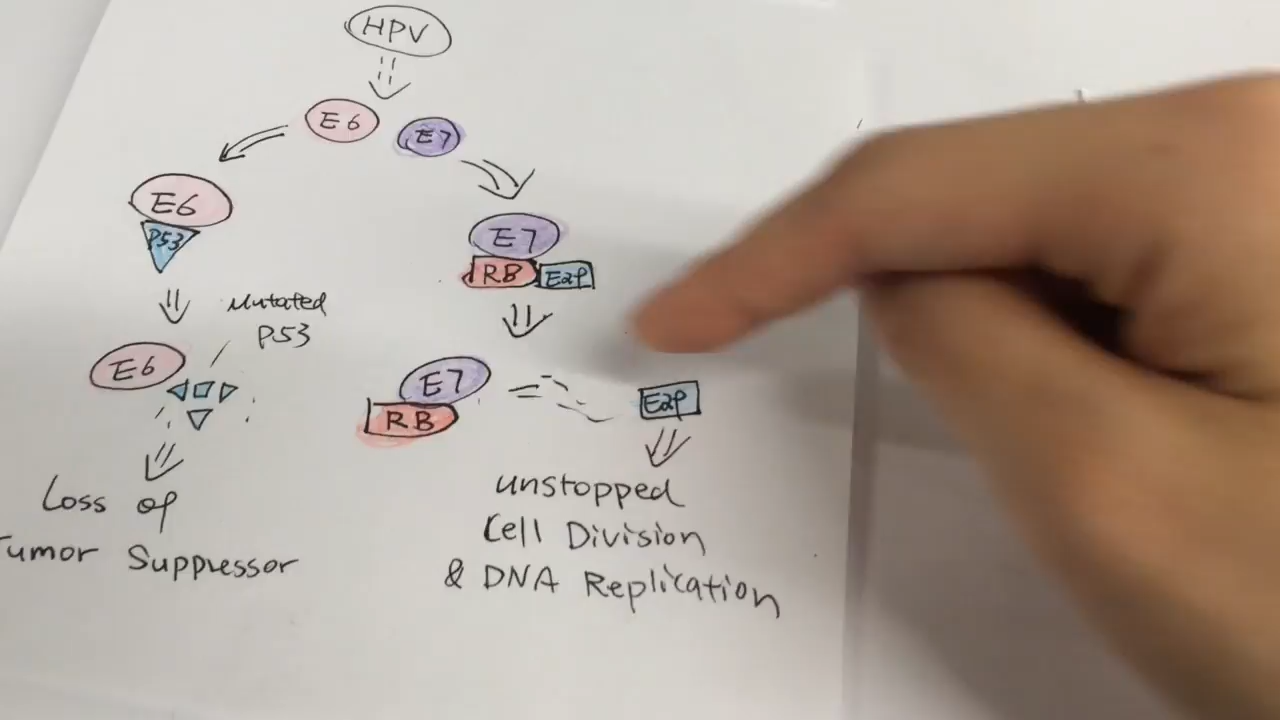 HPV
E6
E7
E6
P53
E7
RB
E2F
Mutated
P53
E6
E7
RB
E2F
Loss of
Tumor Suppressor
unstopped
Cell Division
& DNA Replication